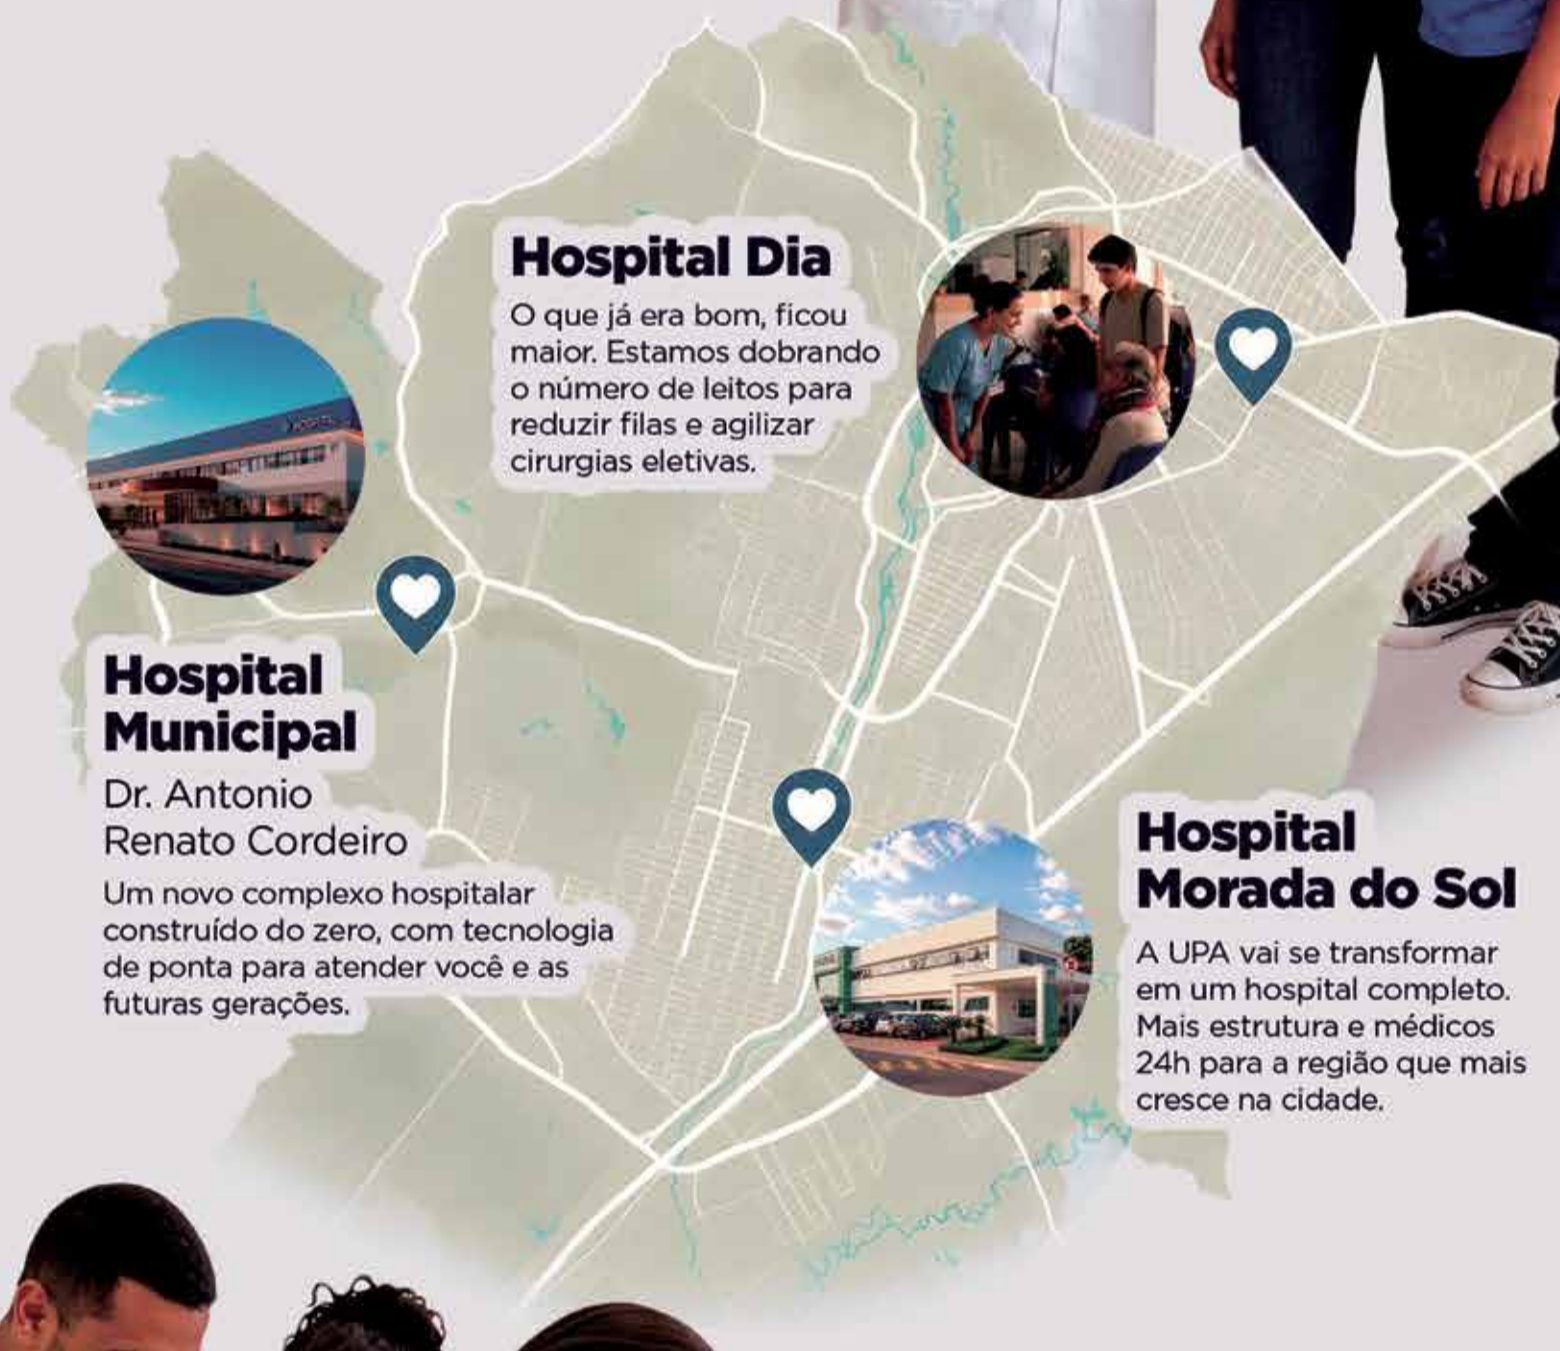 Hospital Dia
O que já era bom, ficou
maior. Estamos dobrando
o número de leitos para
reduzir filas e agilizar
cirurgias eletivas.
HOSPITAL
Hospital
Municipal
Dr. Antonio
Renato Cordeiro
Um novo complexo hospitalar
construído do zero, com tecnologia
de ponta para atender você e as
futuras gerações.
Hospital
Morada do Sol
A UPA vai se transformar
em um hospital completo.
Mais estrutura e médicos
24h para a região que mais
cresce na cidade.